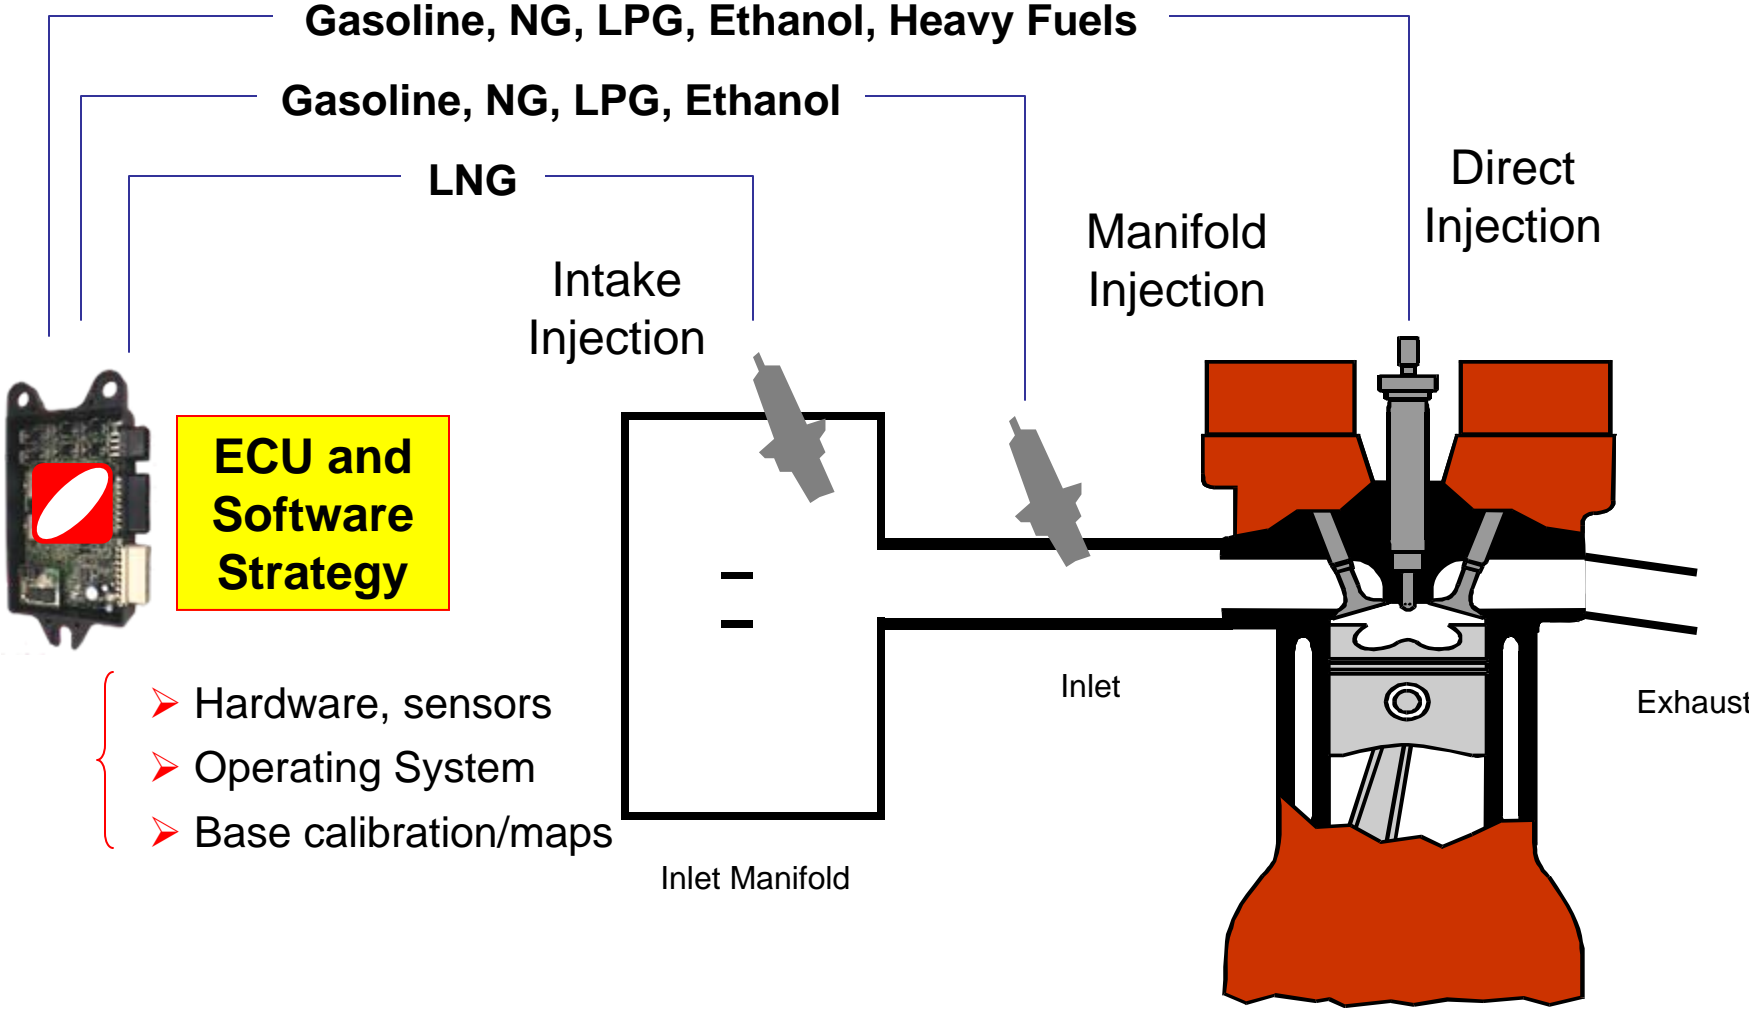 Gasoline, NG, LPG, Ethanol, Heavy Fuels
Gasoline, NG, LPG, Ethanol
LNG
Direct
Injection
Manifold
Injection
Intake
Injection
ECU and
Software
Strategy
Hardware, sensors
Operating System
Base calibration/maps
Inlet
Exhaust
Inlet Manifold